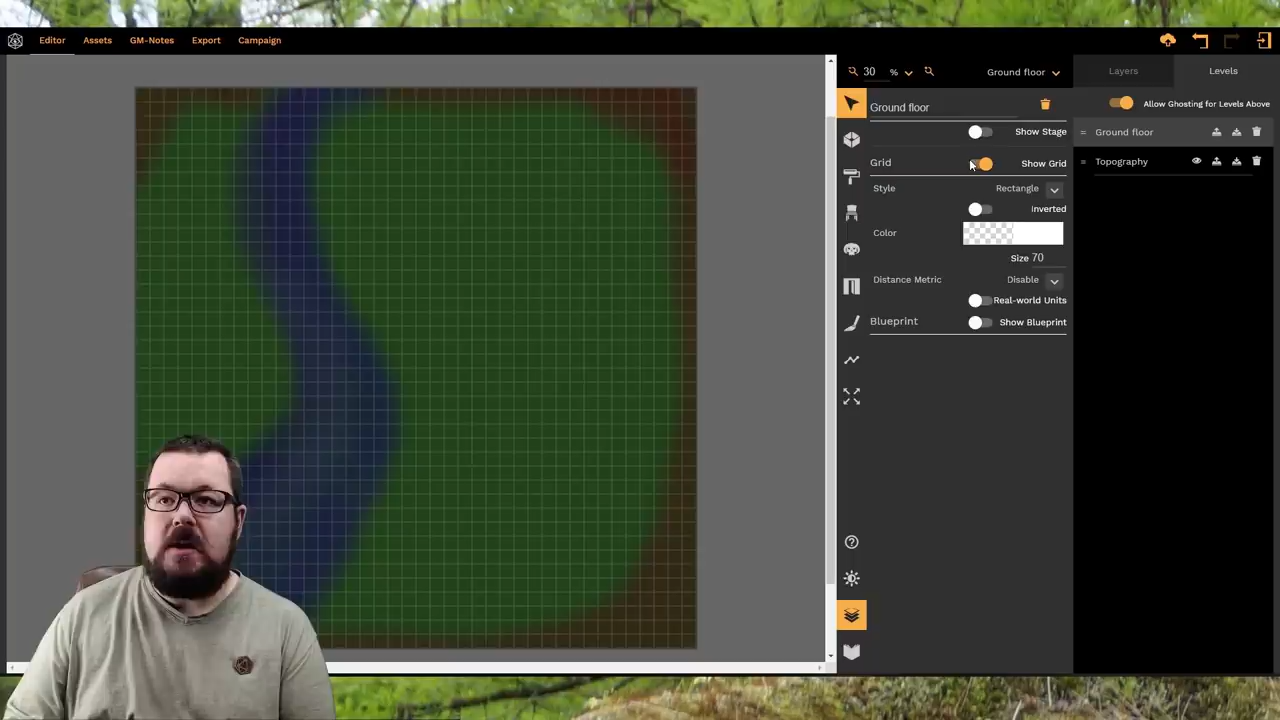 Editor Assets GM-Notes Export Campaign
30 % Ground floor
Layers Levels
Allow Ghosting for Levels Above
Ground floor
Show Stage
Ground floor
Grid Show Grid
Topography
Style Rectangle
Inverted
Color
Size 70
Distance Metric Disable
Real-world Units
Blueprint Show Blueprint